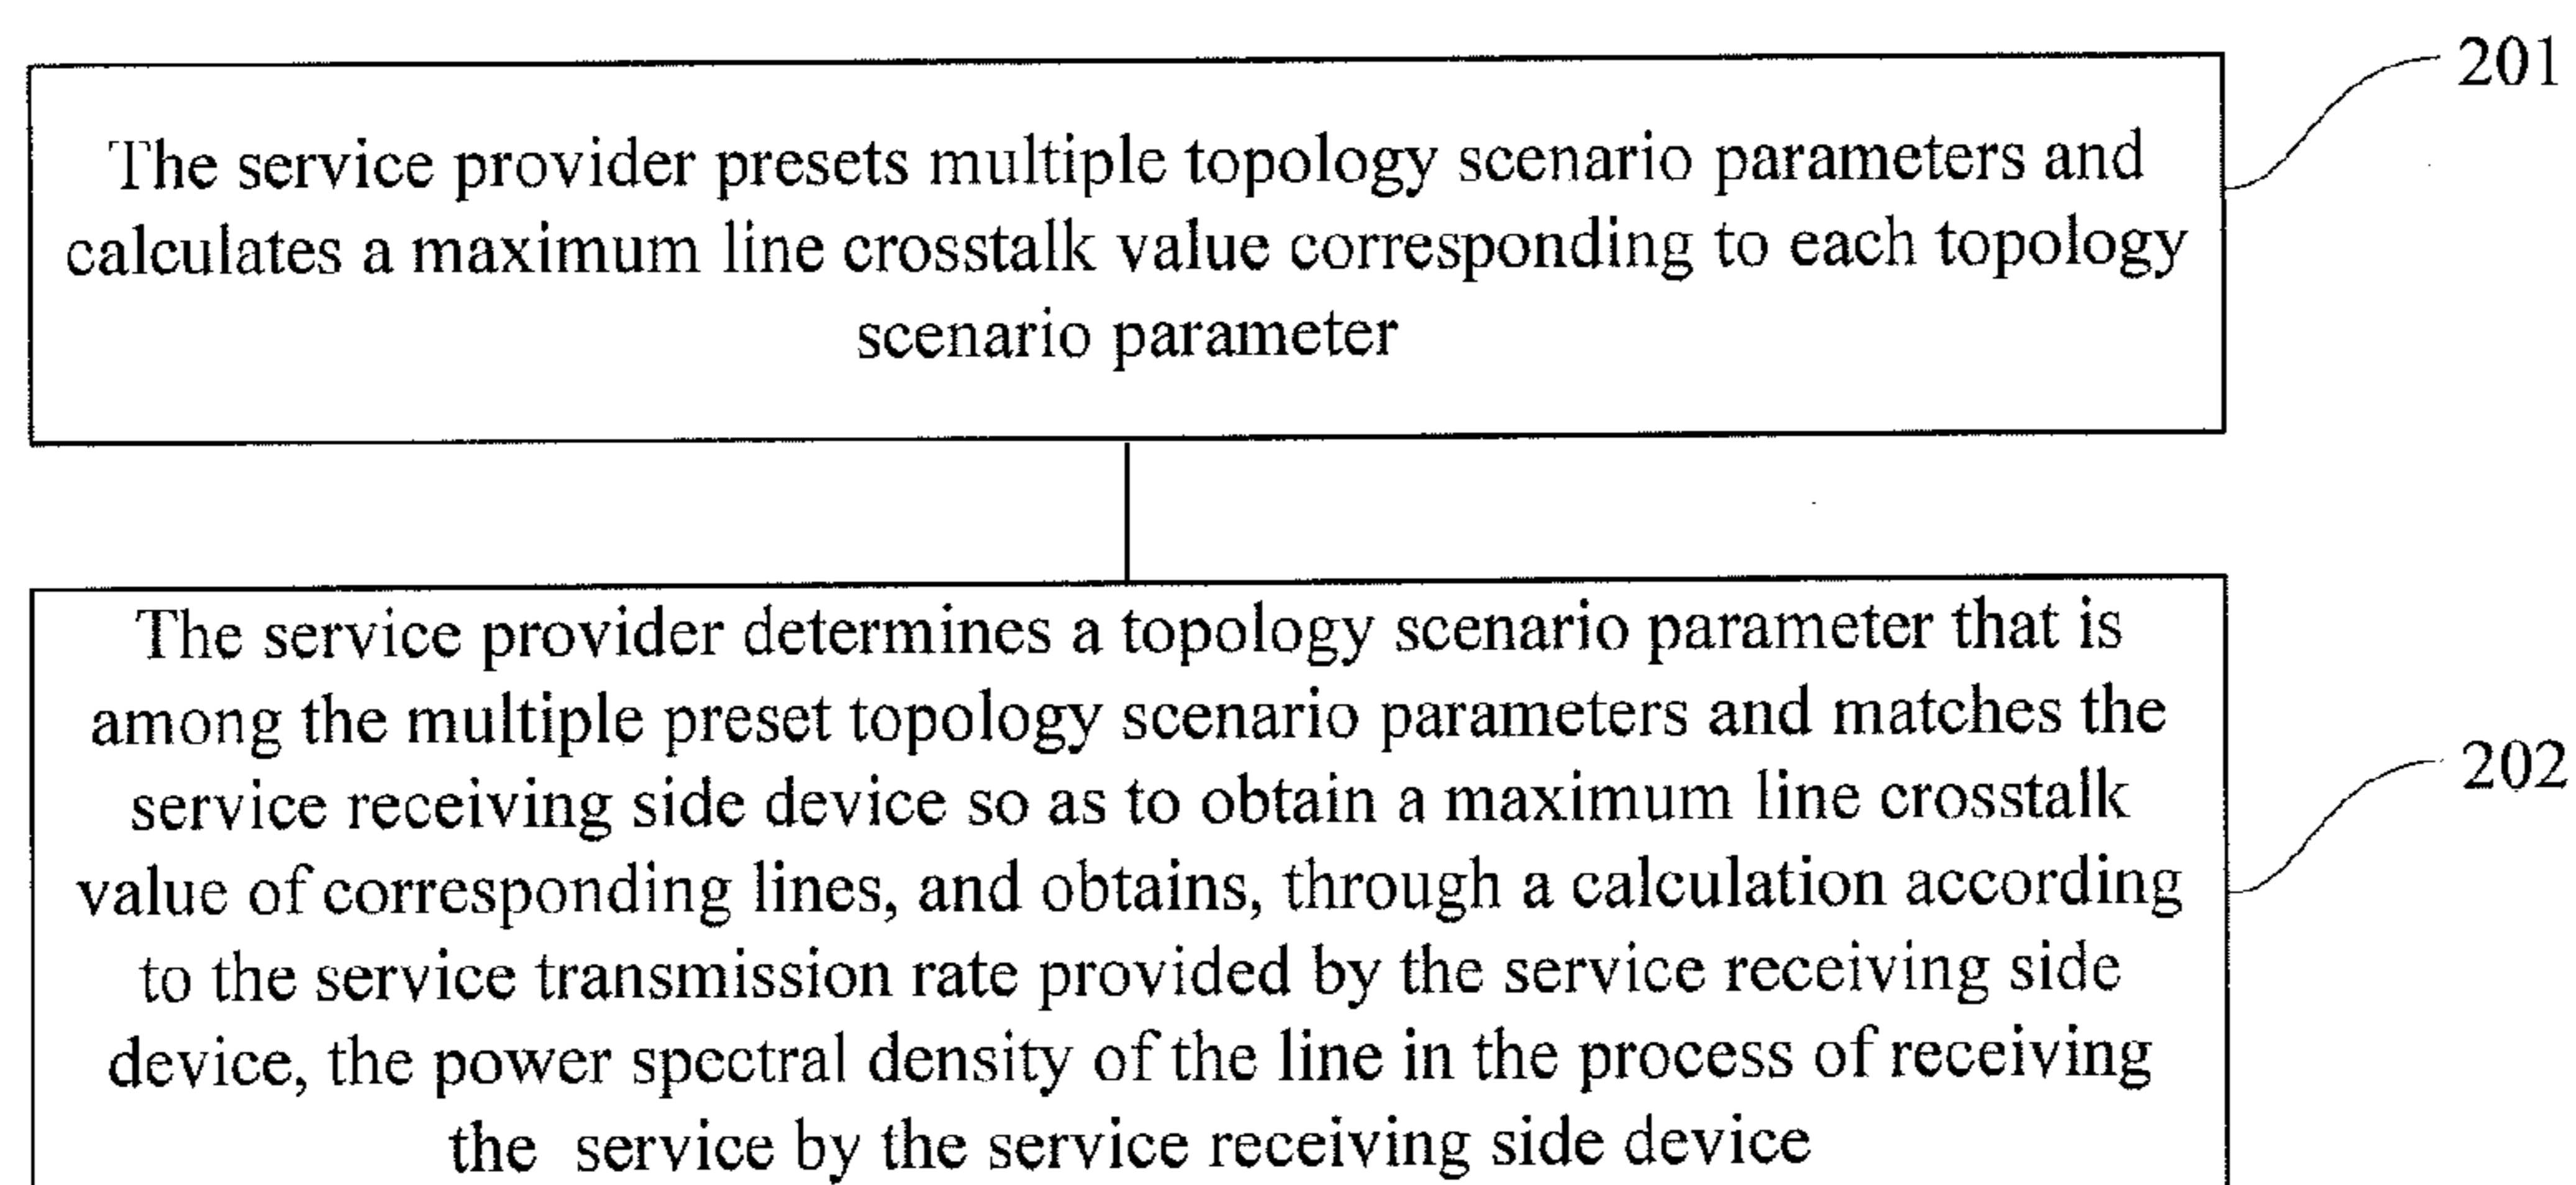 201
The service provider presets multiple topology scenario parameters and
calculates a maximum line crosstalk value corresponding to each topology
scenario parameter
The service provider determines a topology scenario parameter that is
among the multiple preset topology scenario parameters and matches the
service receiving side device so as to obtain a maximum line crosstalk
202
value of corresponding lines, and obtains, through a calculation according
to the service transmission rate provided by the service receiving side
device, the power spectral density of the line in the process of receiving
the service by the service receiving side device